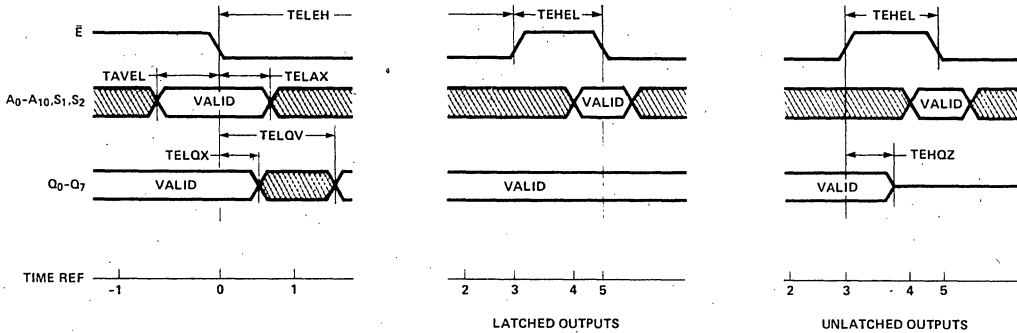 TELEH
TEHEL
TEHEL
E̅
TAVEL
TELAX
A0-A10,S1,S2
VALID
VALID
VALID
TELQV
TELQX
TEHQZ
Q0-Q7
VALID
VALID
VALID
TIME REF
-1 0 1
2 3 4 5
2 3 4 5
LATCHED OUTPUTS
UNLATCHED OUTPUTS